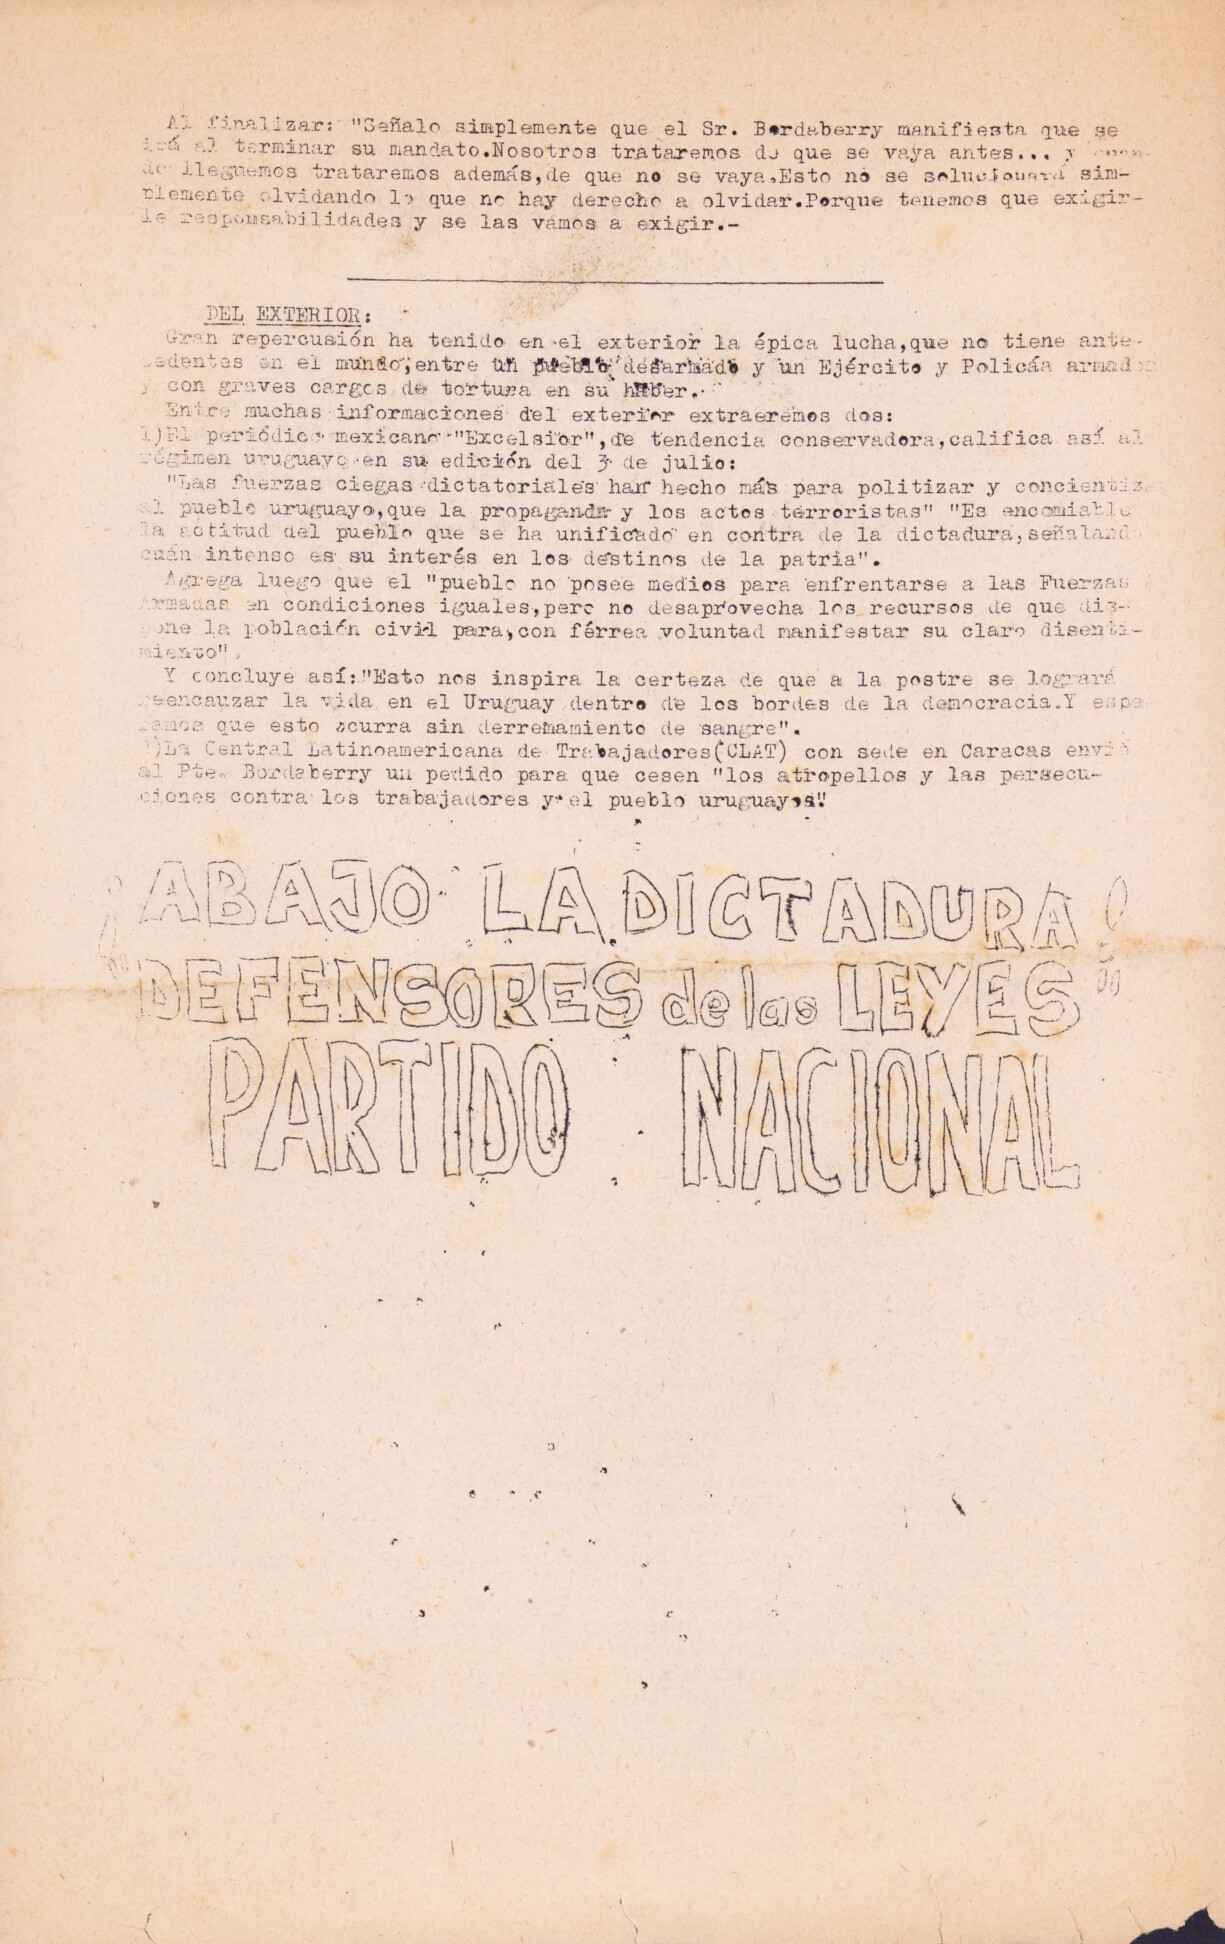 Al finalizar: "Señalo simplemente que el Sr. Bordaberry manifiesta que se
irá al terminar su mandato.Nosotros trataremos de que se vaya antes... y cuan-
do lleguemos trataremos además,de que no se vaya.Esto no se solucionará sim-
plemente olvidando lo que no hay derecho a olvidar.Porque tenemos que exigir-
le responsabilidades y se las vamos a exigir.-
DEL EXTERIOR:
Gran repercusión ha tenido en el exterior la épica lucha,que no tiene ante-
cedentes en el mundo,entre un pueblo desarmado y un Ejército y Policáa armados
y con graves cargos de tortura en su haber.
Entre muchas informaciones del exterior extraeremos dos:
1)El periódico mexicano "Excelsior",de tendencia conservadora,califica así al
régimen uruguayo en su edición del 3 de julio:
"Las fuerzas ciegas dictatoriales han hecho más para politizar y concientizar
al pueblo uruguayo,que la propaganda y los actos terroristas" "Es encomiable
la actitud del pueblo que se ha unificado en contra de la dictadura,señalando
cuán intenso es su interés en los destinos de la patria".
Agrega luego que el "pueblo no posee medios para enfrentarse a las Fuerzas
Armadas en condiciones iguales,pero no desaprovecha los recursos de que dis-
pone la población civil para,con férrea voluntad manifestar su claro disenti-
miento".
Y concluye así:"Esto nos inspira la certeza de que a la postre se logrará
reencauzar la vida en el Uruguay dentro de los bordes de la democracia.Y espe-
ramos que esto ocurra sin derramamiento de sangre".
2)La Central Latinoamericana de Trabajadores(CLAT) con sede en Caracas envió
al Pte. Bordaberry un pedido para que cesen "los atropellos y las persecu-
ciones contra los trabajadores y el pueblo uruguayos"
¡ABAJO LA DICTADURA!
"DEFENSORES de las LEYES"
PARTIDO NACIONAL